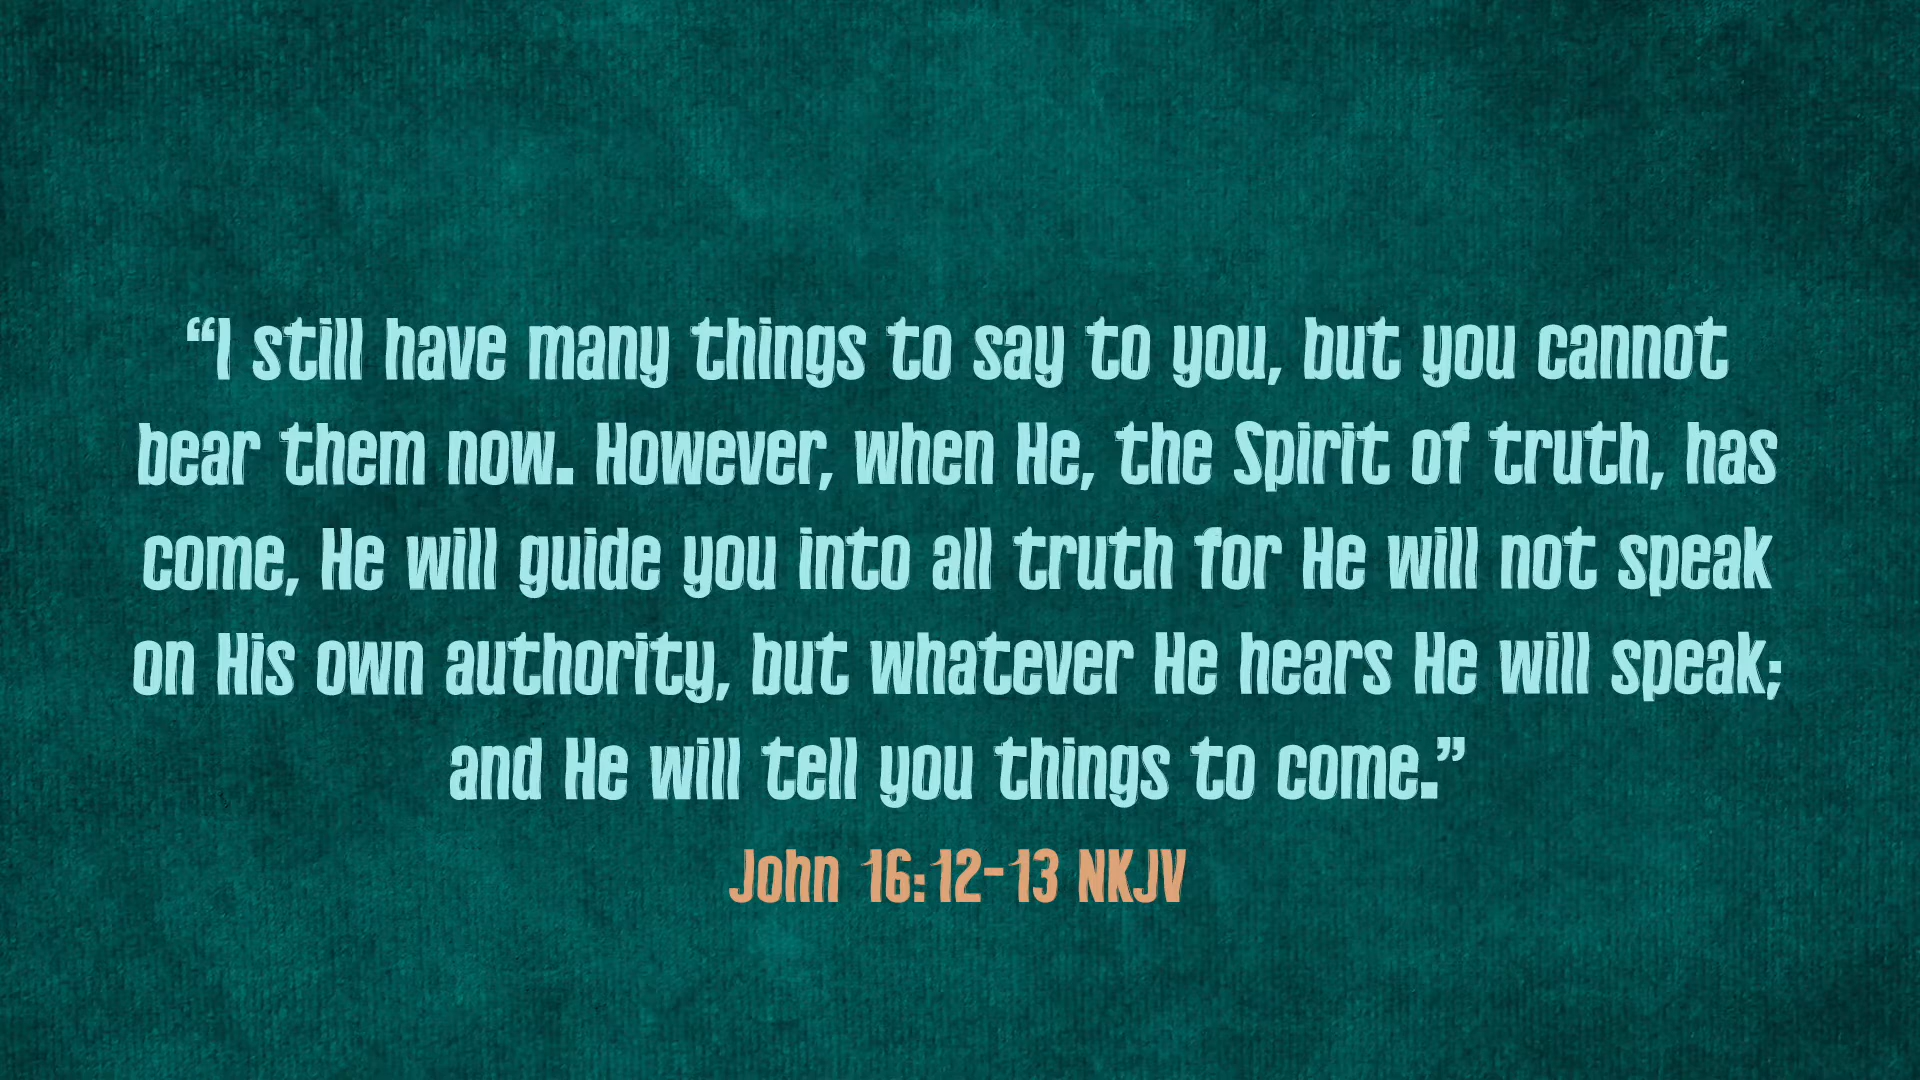 “I still have many things to say to you, but you cannot
bear them now. However, when He, the Spirit of truth, has
come, He will guide you into all truth for He will not speak
on His own authority, but whatever He hears He will speak;
and He will tell you things to come.”
John 16:12-13 NKJV